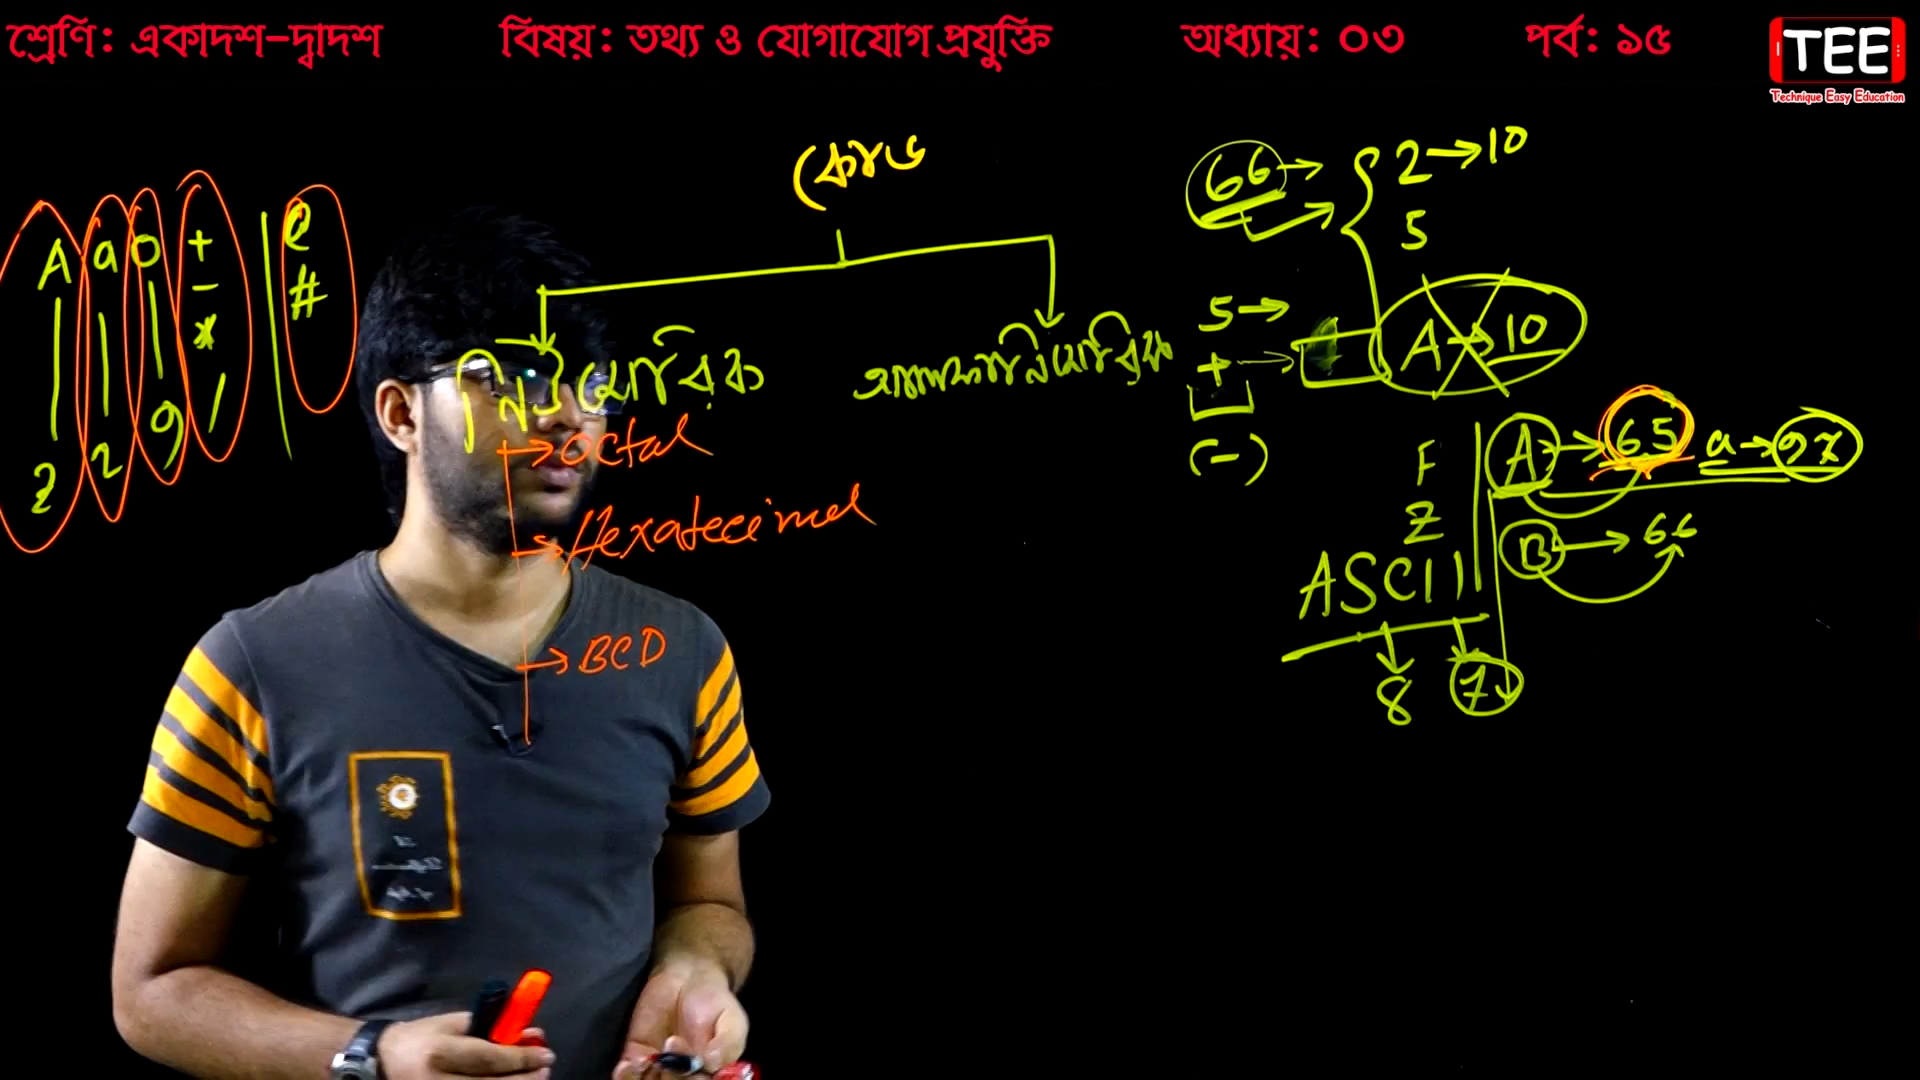 শ্রেণি: একাদশ-দ্বাদশ
বিষয়: তথ্য ও যোগাযোগ প্রযুক্তি
অধ্যায়: ০৩
পর্ব: ১৫
TEE
Technique Easy Education
কোড
A a 0 +
-
*
/
z 2 9
@
#
নিউমেরিক
আলফানিউমেরিক
Octal
Hexadecimal
BCD
66 → 2 → 10
5
5 →
+ →
(-)
A → 10
F
Z
A → 65 a → 97
B → 66
ASCII
8 7